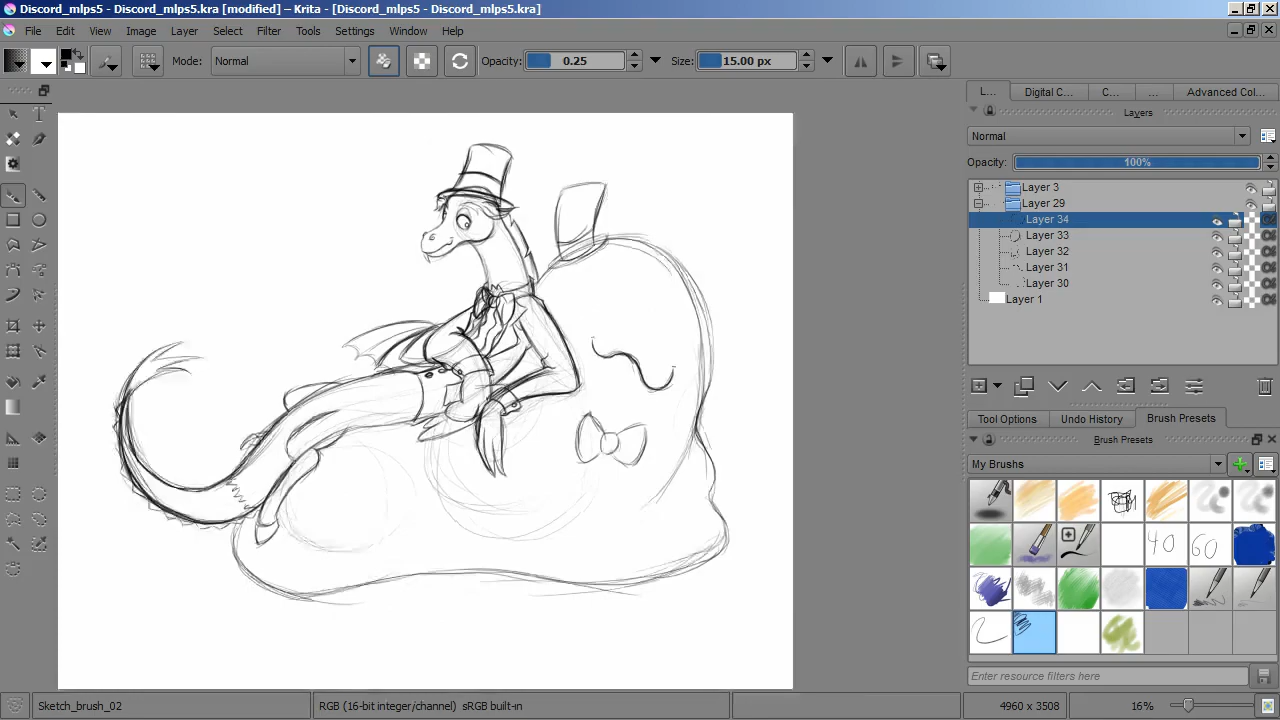 Discord_mlps5 - Discord_mlps5.kra [modified] – Krita - [Discord_mlps5 - Discord_mlps5.kra]
File Edit View Image Layer Select Filter Tools Settings Window Help
Mode: Normal Opacity: 0.25 Size: 15.00 px
L... Digital C... C... ... Advanced Col...
Layers
Normal
Opacity: 100%
Layer 3
Layer 29
Layer 34
Layer 33
Layer 32
Layer 31
Layer 30
Layer 1
Tool Options Undo History Brush Presets
Brush Presets
My Brushes
40 60
Enter resource filters here
Sketch_brush_02 RGB (16-bit integer/channel) sRGB built-in 4960 x 3508 16%